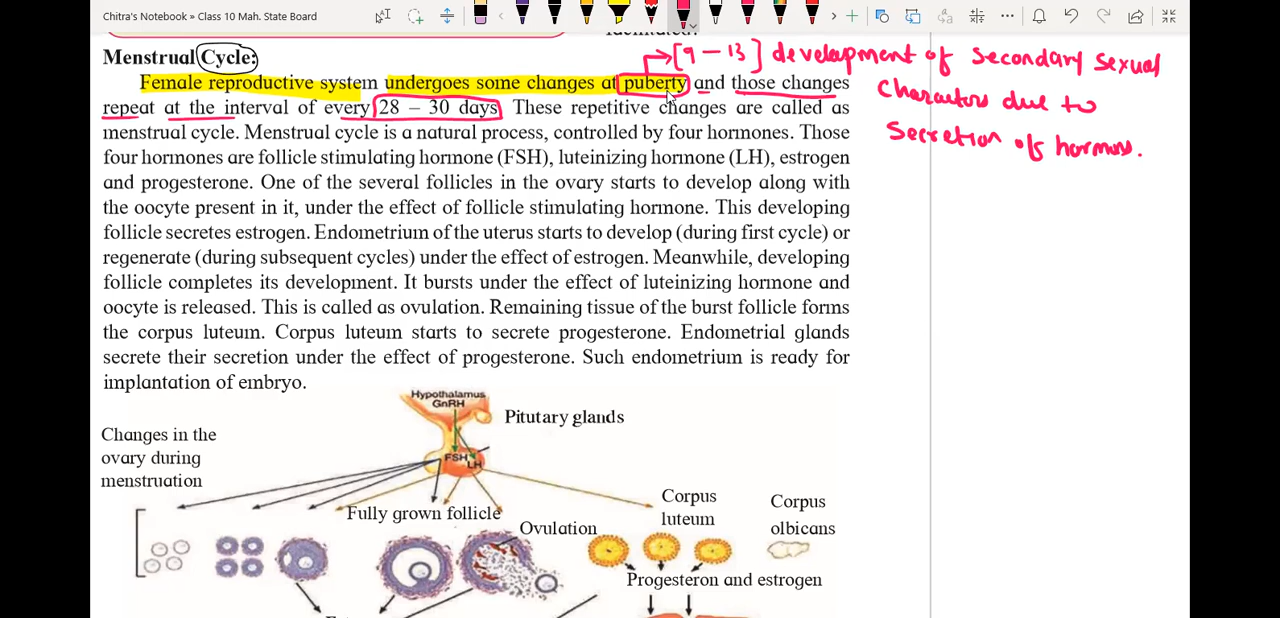 Chitra's Notebook » Class 10 Mah. State Board
Menstrual Cycle:
→[9 – 13] development of Secondary sexual
Charactors due to
Secretion of hormons.
Female reproductive system undergoes some changes at puberty and those changes
repeat at the interval of every 28 – 30 days. These repetitive changes are called as
menstrual cycle. Menstrual cycle is a natural process, controlled by four hormones. Those
four hormones are follicle stimulating hormone (FSH), luteinizing hormone (LH), estrogen
and progesterone. One of the several follicles in the ovary starts to develop along with
the oocyte present in it, under the effect of follicle stimulating hormone. This developing
follicle secretes estrogen. Endometrium of the uterus starts to develop (during first cycle) or
regenerate (during subsequent cycles) under the effect of estrogen. Meanwhile, developing
follicle completes its development. It bursts under the effect of luteinizing hormone and
oocyte is released. This is called as ovulation. Remaining tissue of the burst follicle forms
the corpus luteum. Corpus luteum starts to secrete progesterone. Endometrial glands
secrete their secretion under the effect of progesterone. Such endometrium is ready for
implantation of embryo.
Hypothalamus
GnRH
Pitutary glands
Changes in the
ovary during
menstruation
FSH
LH
Fully grown follicle
Ovulation
Corpus
luteum
Corpus
olbicans
Progesteron and estrogen